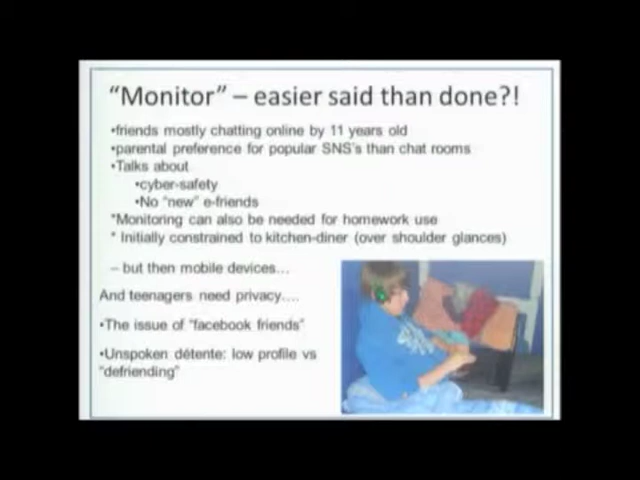 “Monitor” – easier said than done?!
•friends mostly chatting online by 11 years old
•parental preference for popular SNS’s than chat rooms
•Talks about
•cyber-safety
•No “new” e-friends
*Monitoring can also be needed for homework use
* Initially constrained to kitchen-diner (over shoulder glances)
– but then mobile devices…
And teenagers need privacy….
•The issue of “facebook friends”
•Unspoken détente: low profile vs
“defriending”